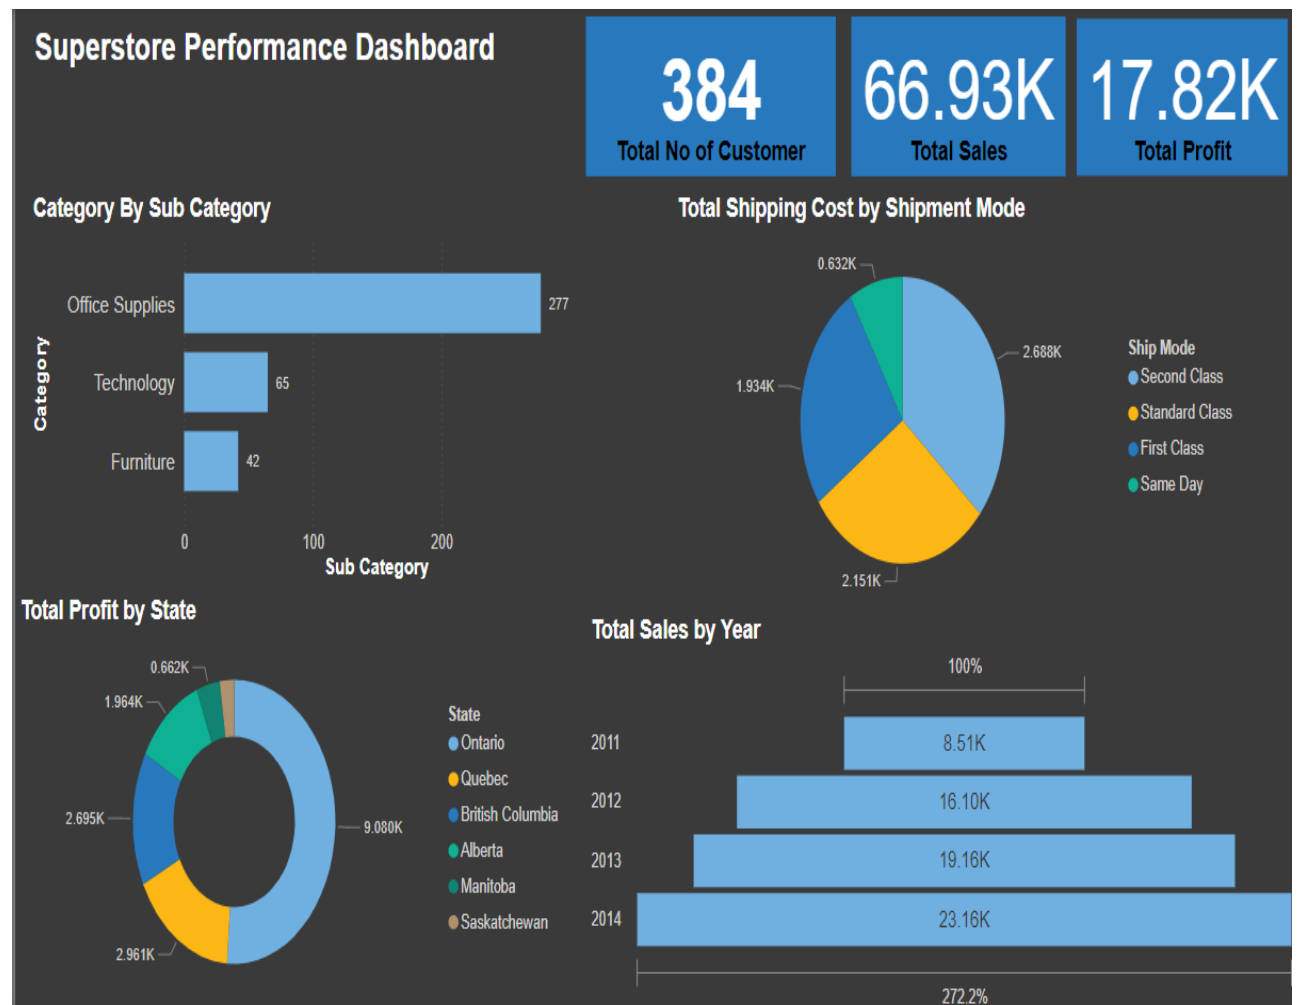 Superstore Performance Dashboard
384
Total No of Customer
66.93K
Total Sales
17.82K
Total Profit
Category By Sub Category
Category
Office Supplies
277
Technology
65
Furniture
42
0 100 200
Sub Category
Total Shipping Cost by Shipment Mode
0.632K
2.688K
1.934K
2.151K
Ship Mode
Second Class
Standard Class
First Class
Same Day
Total Profit by State
0.662K
1.964K
2.695K
9.080K
2.961K
State
Ontario
Quebec
British Columbia
Alberta
Manitoba
Saskatchewan
Total Sales by Year
100%
2011 8.51K
2012 16.10K
2013 19.16K
2014 23.16K
272.2%